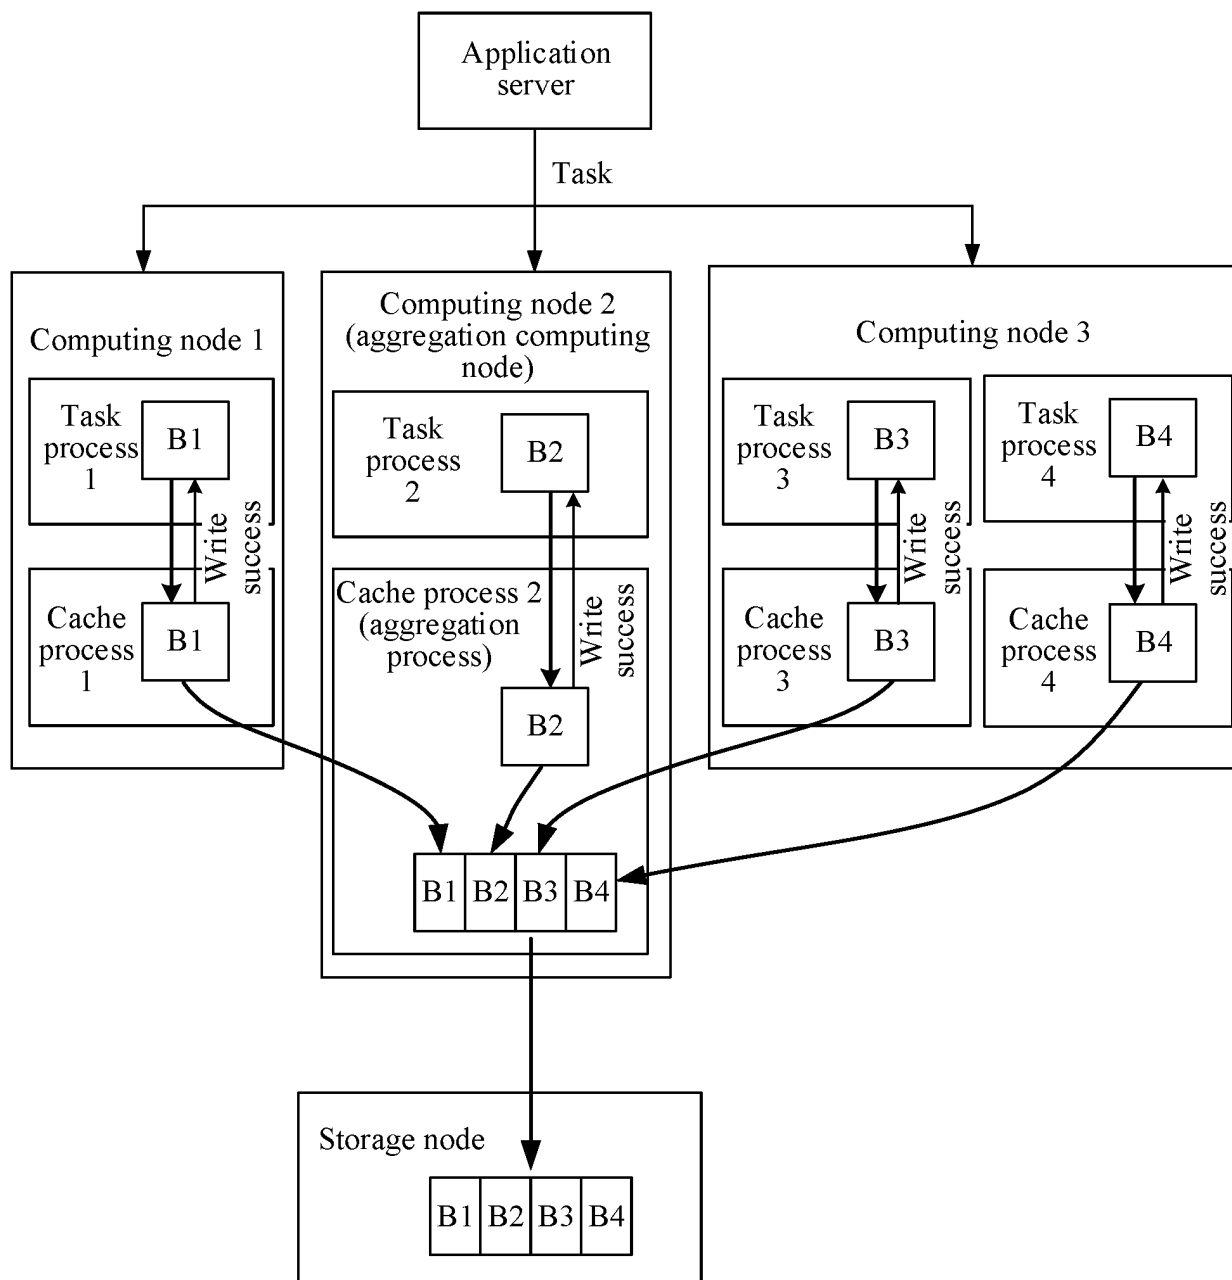 Application
server
Task
Computing node 1
Task
process
1
B1
Write
success
Cache
process
1
B1
Computing node 2
(aggregation computing
node)
Task
process
2
B2
Cache process 2
(aggregation
process)
Write
success
B2
B1 B2 B3 B4
Computing node 3
Task
process
3
B3
Write
success
Cache
process
3
B3
Task
process
4
B4
Write
success
Cache
process
4
B4
Storage node
B1 B2 B3 B4